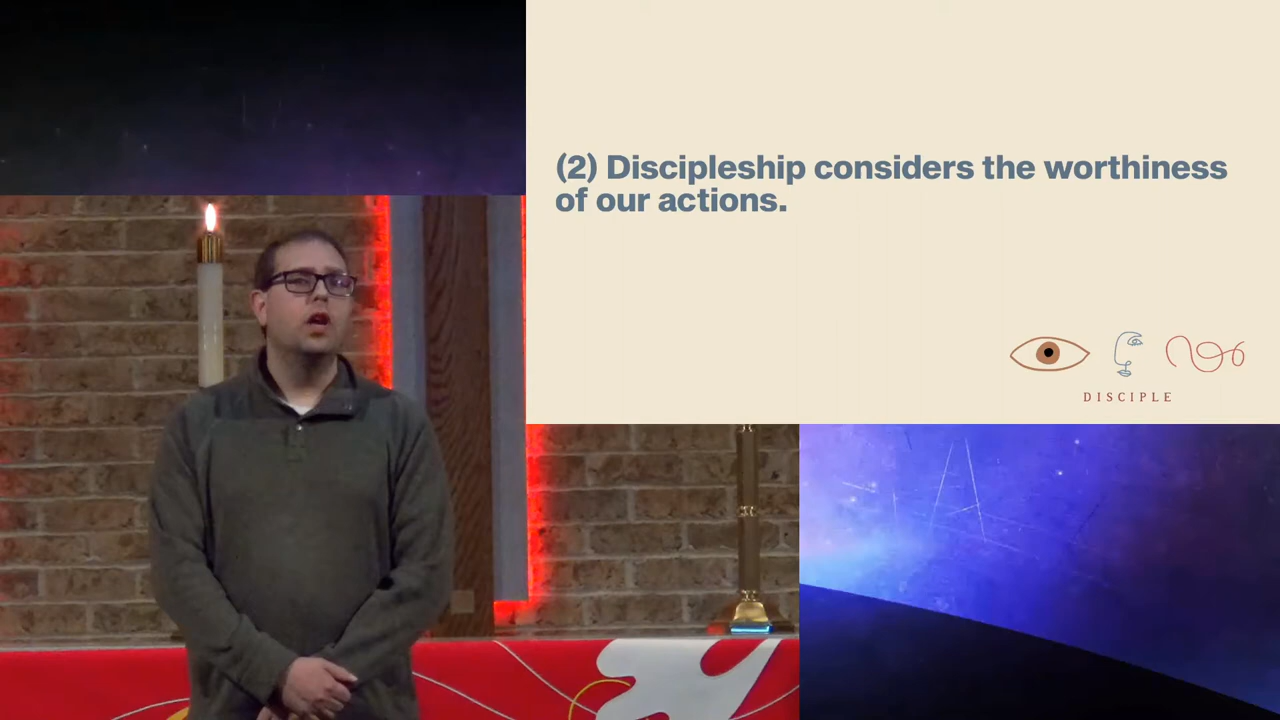 (2) Discipleship considers the worthiness
of our actions.
DISCIPLE